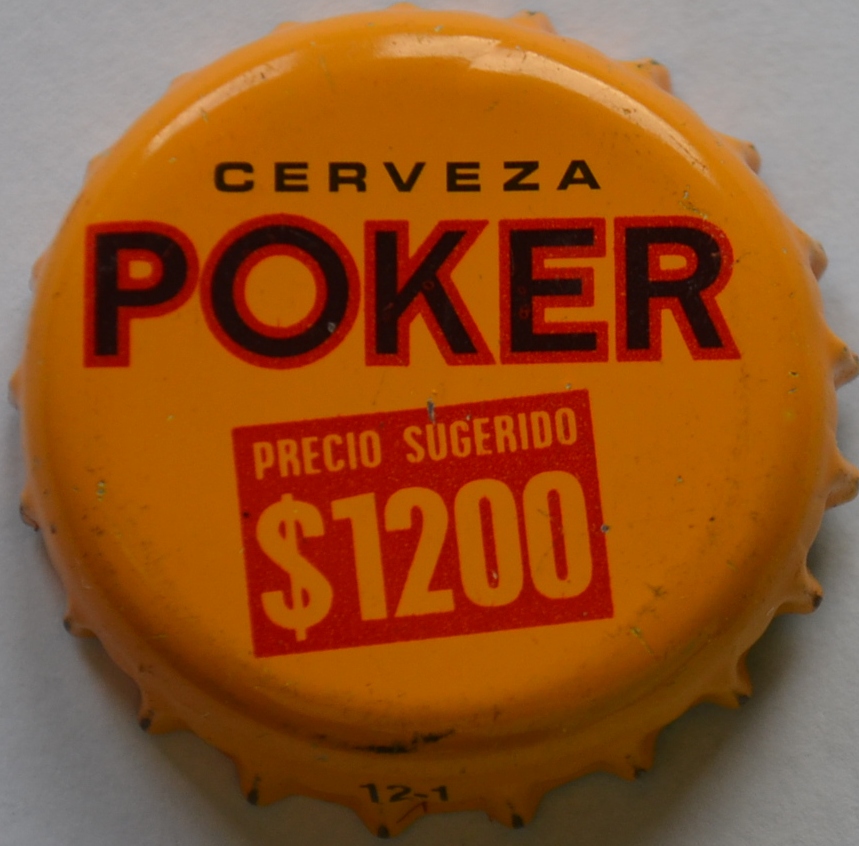 CERVEZA
POKER
PRECIO SUGERIDO
$1200
12-1